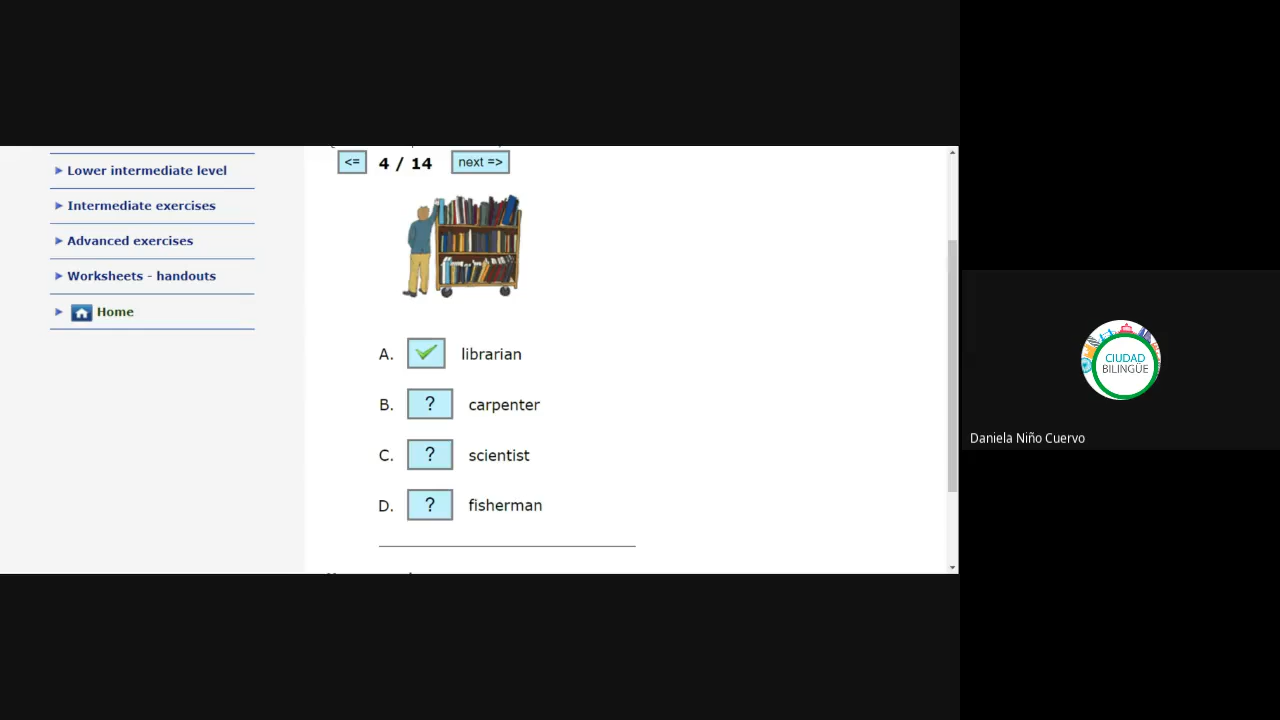 Lower intermediate level
Intermediate exercises
Advanced exercises
Worksheets - handouts
Home
<= 4 / 14 next =>
A. librarian
B. ? carpenter
C. ? scientist
D. ? fisherman
CIUDAD
BILINGÜE
Daniela Niño Cuervo